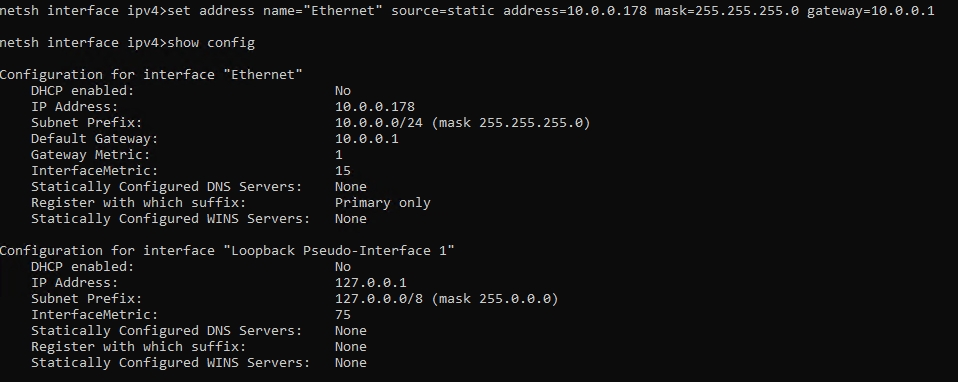 netsh interface ipv4>set address name="Ethernet" source=static address=10.0.0.178 mask=255.255.255.0 gateway=10.0.0.1
netsh interface ipv4>show config
Configuration for interface "Ethernet"
DHCP enabled: No
IP Address: 10.0.0.178
Subnet Prefix: 10.0.0.0/24 (mask 255.255.255.0)
Default Gateway: 10.0.0.1
Gateway Metric: 1
InterfaceMetric: 15
Statically Configured DNS Servers: None
Register with which suffix: Primary only
Statically Configured WINS Servers: None
Configuration for interface "Loopback Pseudo-Interface 1"
DHCP enabled: No
IP Address: 127.0.0.1
Subnet Prefix: 127.0.0.0/8 (mask 255.0.0.0)
InterfaceMetric: 75
Statically Configured DNS Servers: None
Register with which suffix: None
Statically Configured WINS Servers: None